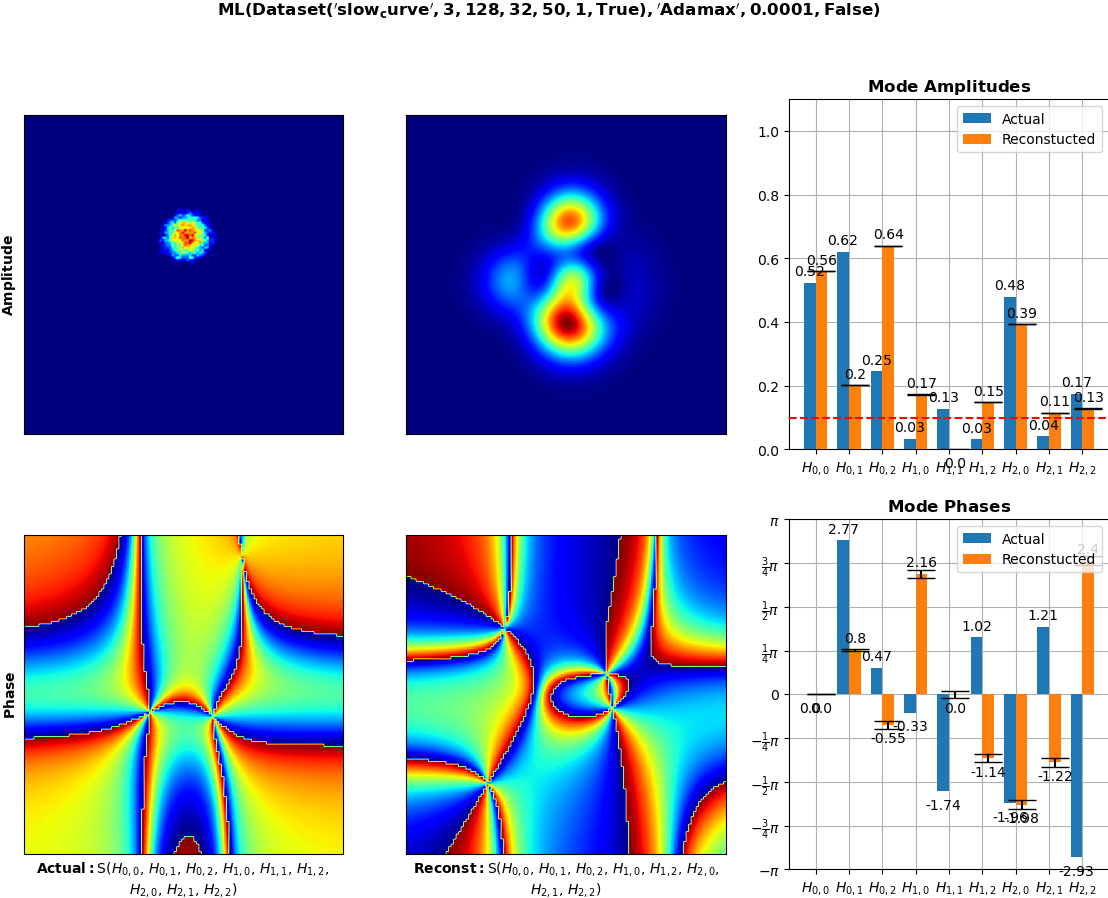 ML(Dataset('slow_curve', 3, 128, 32, 50, 1, True), 'Adamax', 0.0001, False)
Amplitude
Mode Amplitudes
Actual
Reconstucted
1.0
0.8
0.6
0.4
0.2
0.0
0.52
0.56
0.62
0.2
0.25
0.64
0.03
0.17
0.13
0.0
0.03
0.15
0.48
0.39
0.04
0.11
0.17
0.13
H0,0 H0,1 H0,2 H1,0 H1,1 H1,2 H2,0 H2,1 H2,2
Phase
Actual: S(H0,0, H0,1, H0,2, H1,0, H1,1, H1,2,
H2,0, H2,1, H2,2)
Reconst: S(H0,0, H0,1, H0,2, H1,0, H1,2, H2,0,
H2,1, H2,2)
Mode Phases
Actual
Reconstucted
π
3/4π
1/2π
1/4π
0
−1/4π
−1/2π
−3/4π
−π
0.0
0.0
2.77
0.8
0.47
-0.55
-0.33
2.16
-1.74
0.0
1.02
-1.14
-1.98
1.21
-1.22
-2.93
2.4
H0,0 H0,1 H0,2 H1,0 H1,1 H1,2 H2,0 H2,1 H2,2